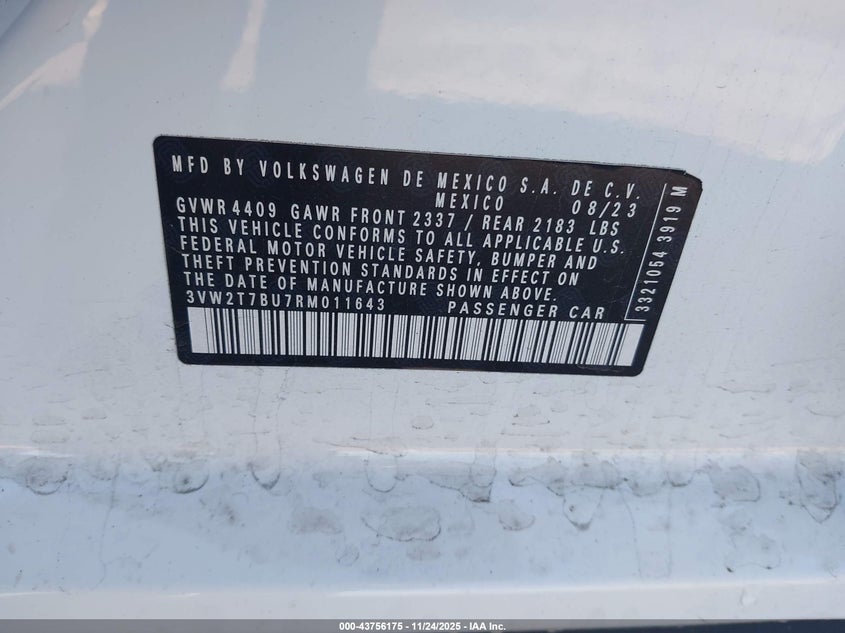 MFD BY VOLKSWAGEN DE MEXICO S.A. DE C.V.
MEXICO 08/23
GVWR 4409 GAWR FRONT 2337 / REAR 2183 LBS
THIS VEHICLE CONFORMS TO ALL APPLICABLE U.S.
FEDERAL MOTOR VEHICLE SAFETY, BUMPER AND
THEFT PREVENTION STANDARDS IN EFFECT ON
THE DATE OF MANUFACTURE SHOWN ABOVE.
3VW2T7BU7RM011643 PASSENGER CAR
3321054 3919 M
000-43756175 - 11/24/2025 - IAA Inc.